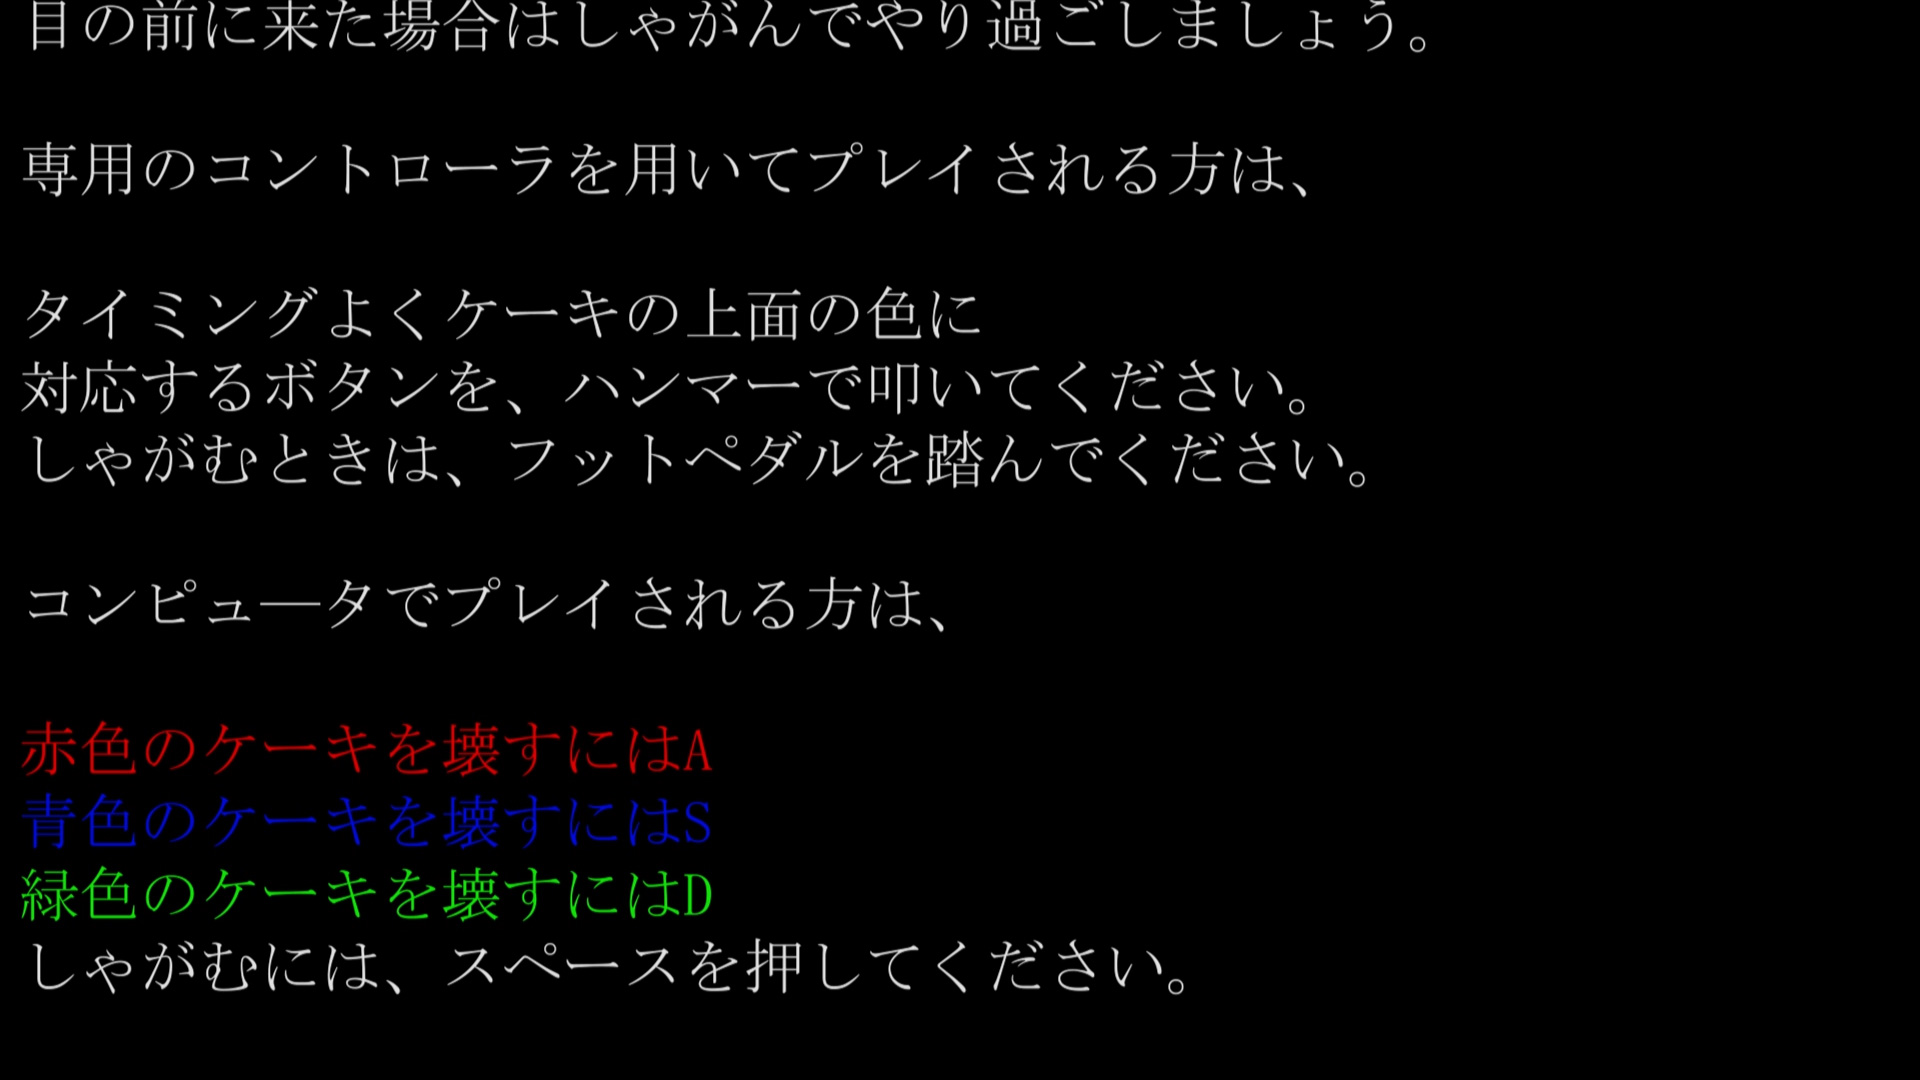 目の前に来た場合はしゃがんでやり過ごしましょう。
専用のコントローラを用いてプレイされる方は、
タイミングよくケーキの上面の色に
対応するボタンを、ハンマーで叩いてください。
しゃがむときは、フットペダルを踏んでください。
コンピュ―タでプレイされる方は、
赤色のケーキを壊すにはA
青色のケーキを壊すにはS
緑色のケーキを壊すにはD
しゃがむには、スペースを押してください。